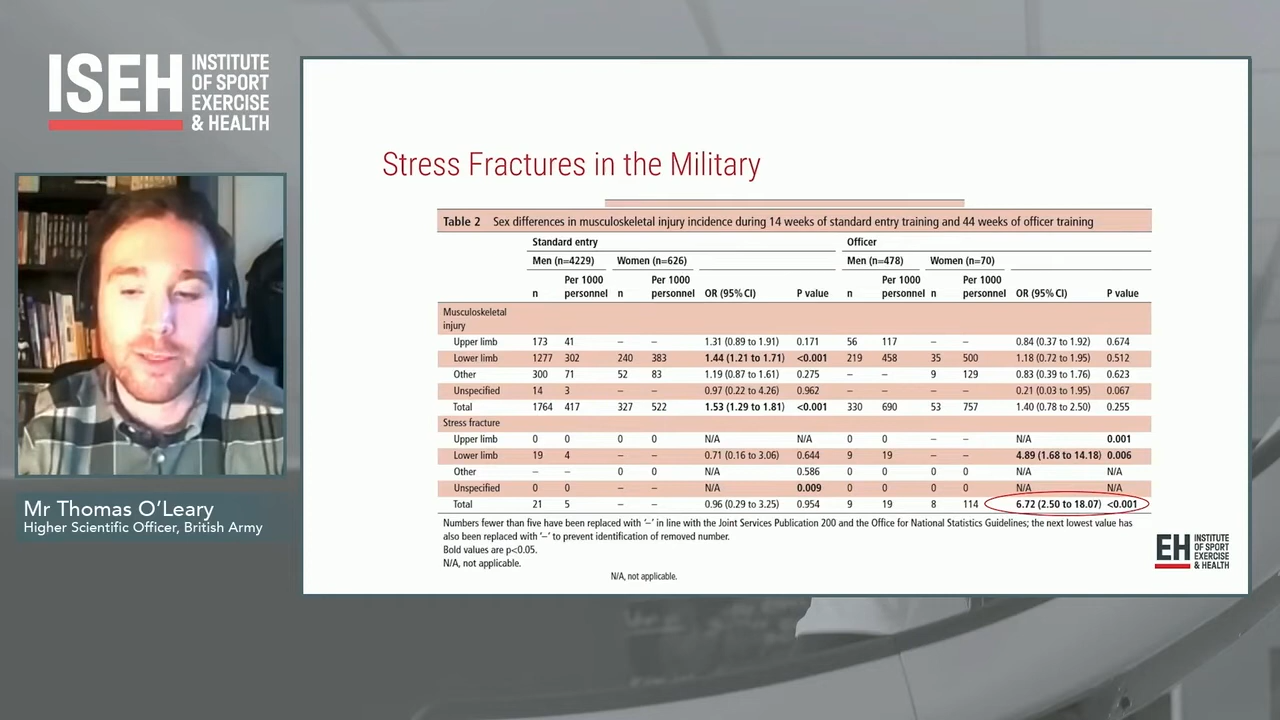 ISEH INSTITUTE
OF SPORT
EXERCISE
& HEALTH
Mr Thomas O'Leary
Higher Scientific Officer, British Army
Stress Fractures in the Military
Table 2 Sex differences in musculoskeletal injury incidence during 14 weeks of standard entry training and 44 weeks of officer training
Standard entry Officer
Men (n=4229) Women (n=626) Men (n=478) Women (n=70)
Per 1000 Per 1000 Per 1000 Per 1000
n personnel n personnel OR (95% CI) P value n personnel n personnel OR (95% CI) P value
Musculoskeletal
injury
Upper limb 173 41 – – 1.31 (0.89 to 1.91) 0.171 56 117 – – 0.84 (0.37 to 1.92) 0.674
Lower limb 1277 302 240 383 1.44 (1.21 to 1.71) <0.001 219 458 35 500 1.18 (0.72 to 1.95) 0.512
Other 300 71 52 83 1.19 (0.87 to 1.61) 0.275 – – 9 129 0.83 (0.39 to 1.76) 0.623
Unspecified 14 3 – – 0.97 (0.22 to 4.26) 0.962 – – – – 0.21 (0.03 to 1.95) 0.067
Total 1764 417 327 522 1.53 (1.29 to 1.81) <0.001 330 690 53 757 1.40 (0.78 to 2.50) 0.255
Stress fracture
Upper limb 0 0 0 0 N/A N/A 0 0 – – N/A 0.001
Lower limb 19 4 – – 0.71 (0.16 to 3.06) 0.644 9 19 – – 4.89 (1.68 to 14.18) 0.006
Other – – 0 0 N/A 0.586 0 0 0 0 N/A N/A
Unspecified 0 0 – – N/A 0.009 0 0 0 0 N/A N/A
Total 21 5 – – 0.96 (0.29 to 3.25) 0.954 9 19 8 114 6.72 (2.50 to 18.07) <0.001
Numbers fewer than five have been replaced with '–' in line with the Joint Services Publication 200 and the Office for National Statistics Guidelines; the next lowest value has
also been replaced with '–' to prevent identification of removed number.
Bold values are p<0.05.
N/A, not applicable.
N/A, not applicable.
EH INSTITUTE
OF SPORT
EXERCISE
& HEALTH